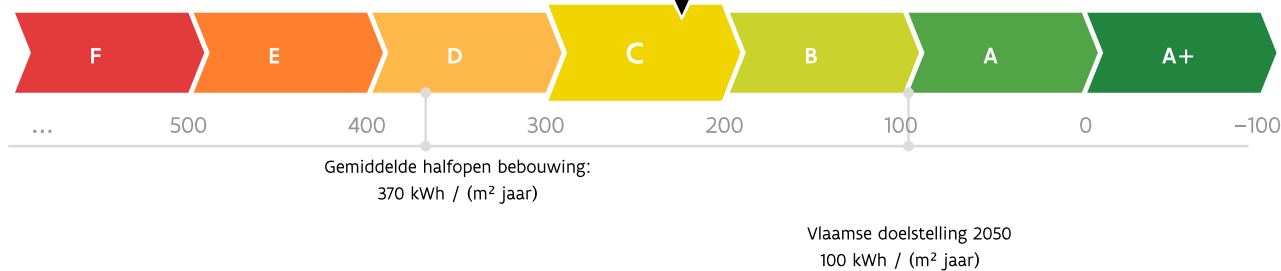 F E D C B A A+
... 500 400 300 200 100 0 –100
Gemiddelde halfopen bebouwing:
370 kWh / (m² jaar)
Vlaamse doelstelling 2050
100 kWh / (m² jaar)